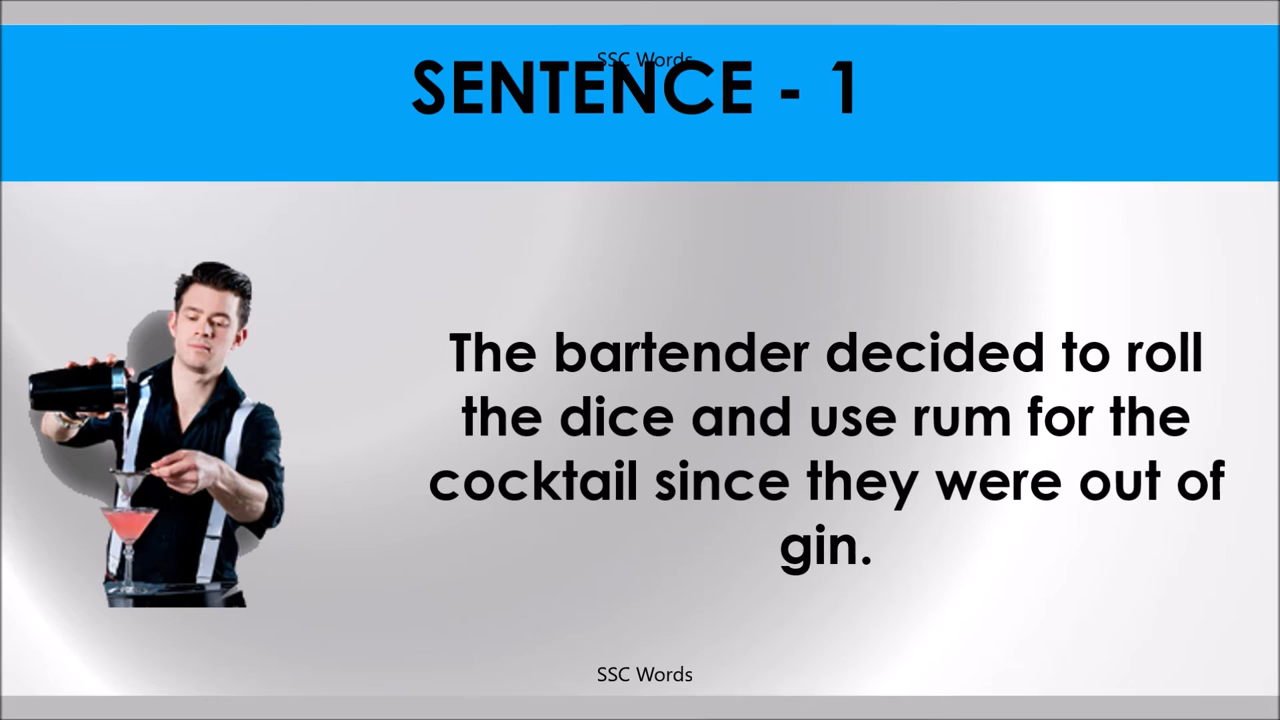 SSC Words
SENTENCE - 1
The bartender decided to roll
the dice and use rum for the
cocktail since they were out of
gin.
SSC Words